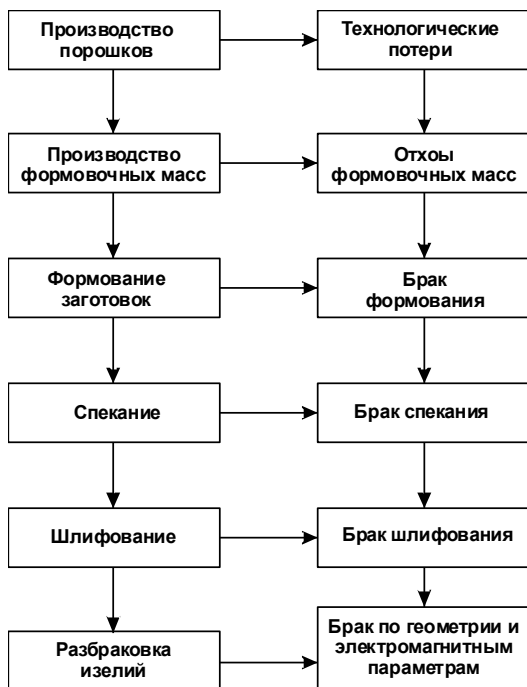 Производство
порошков
Технологические
потери
Производство
формовочных масс
Отхоы
формовочных масс
Формование
заготовок
Брак
формования
Спекание
Брак спекания
Шлифование
Брак шлифования
Разбраковка
изелий
Брак по геометрии и
электромагнитным
параметрам